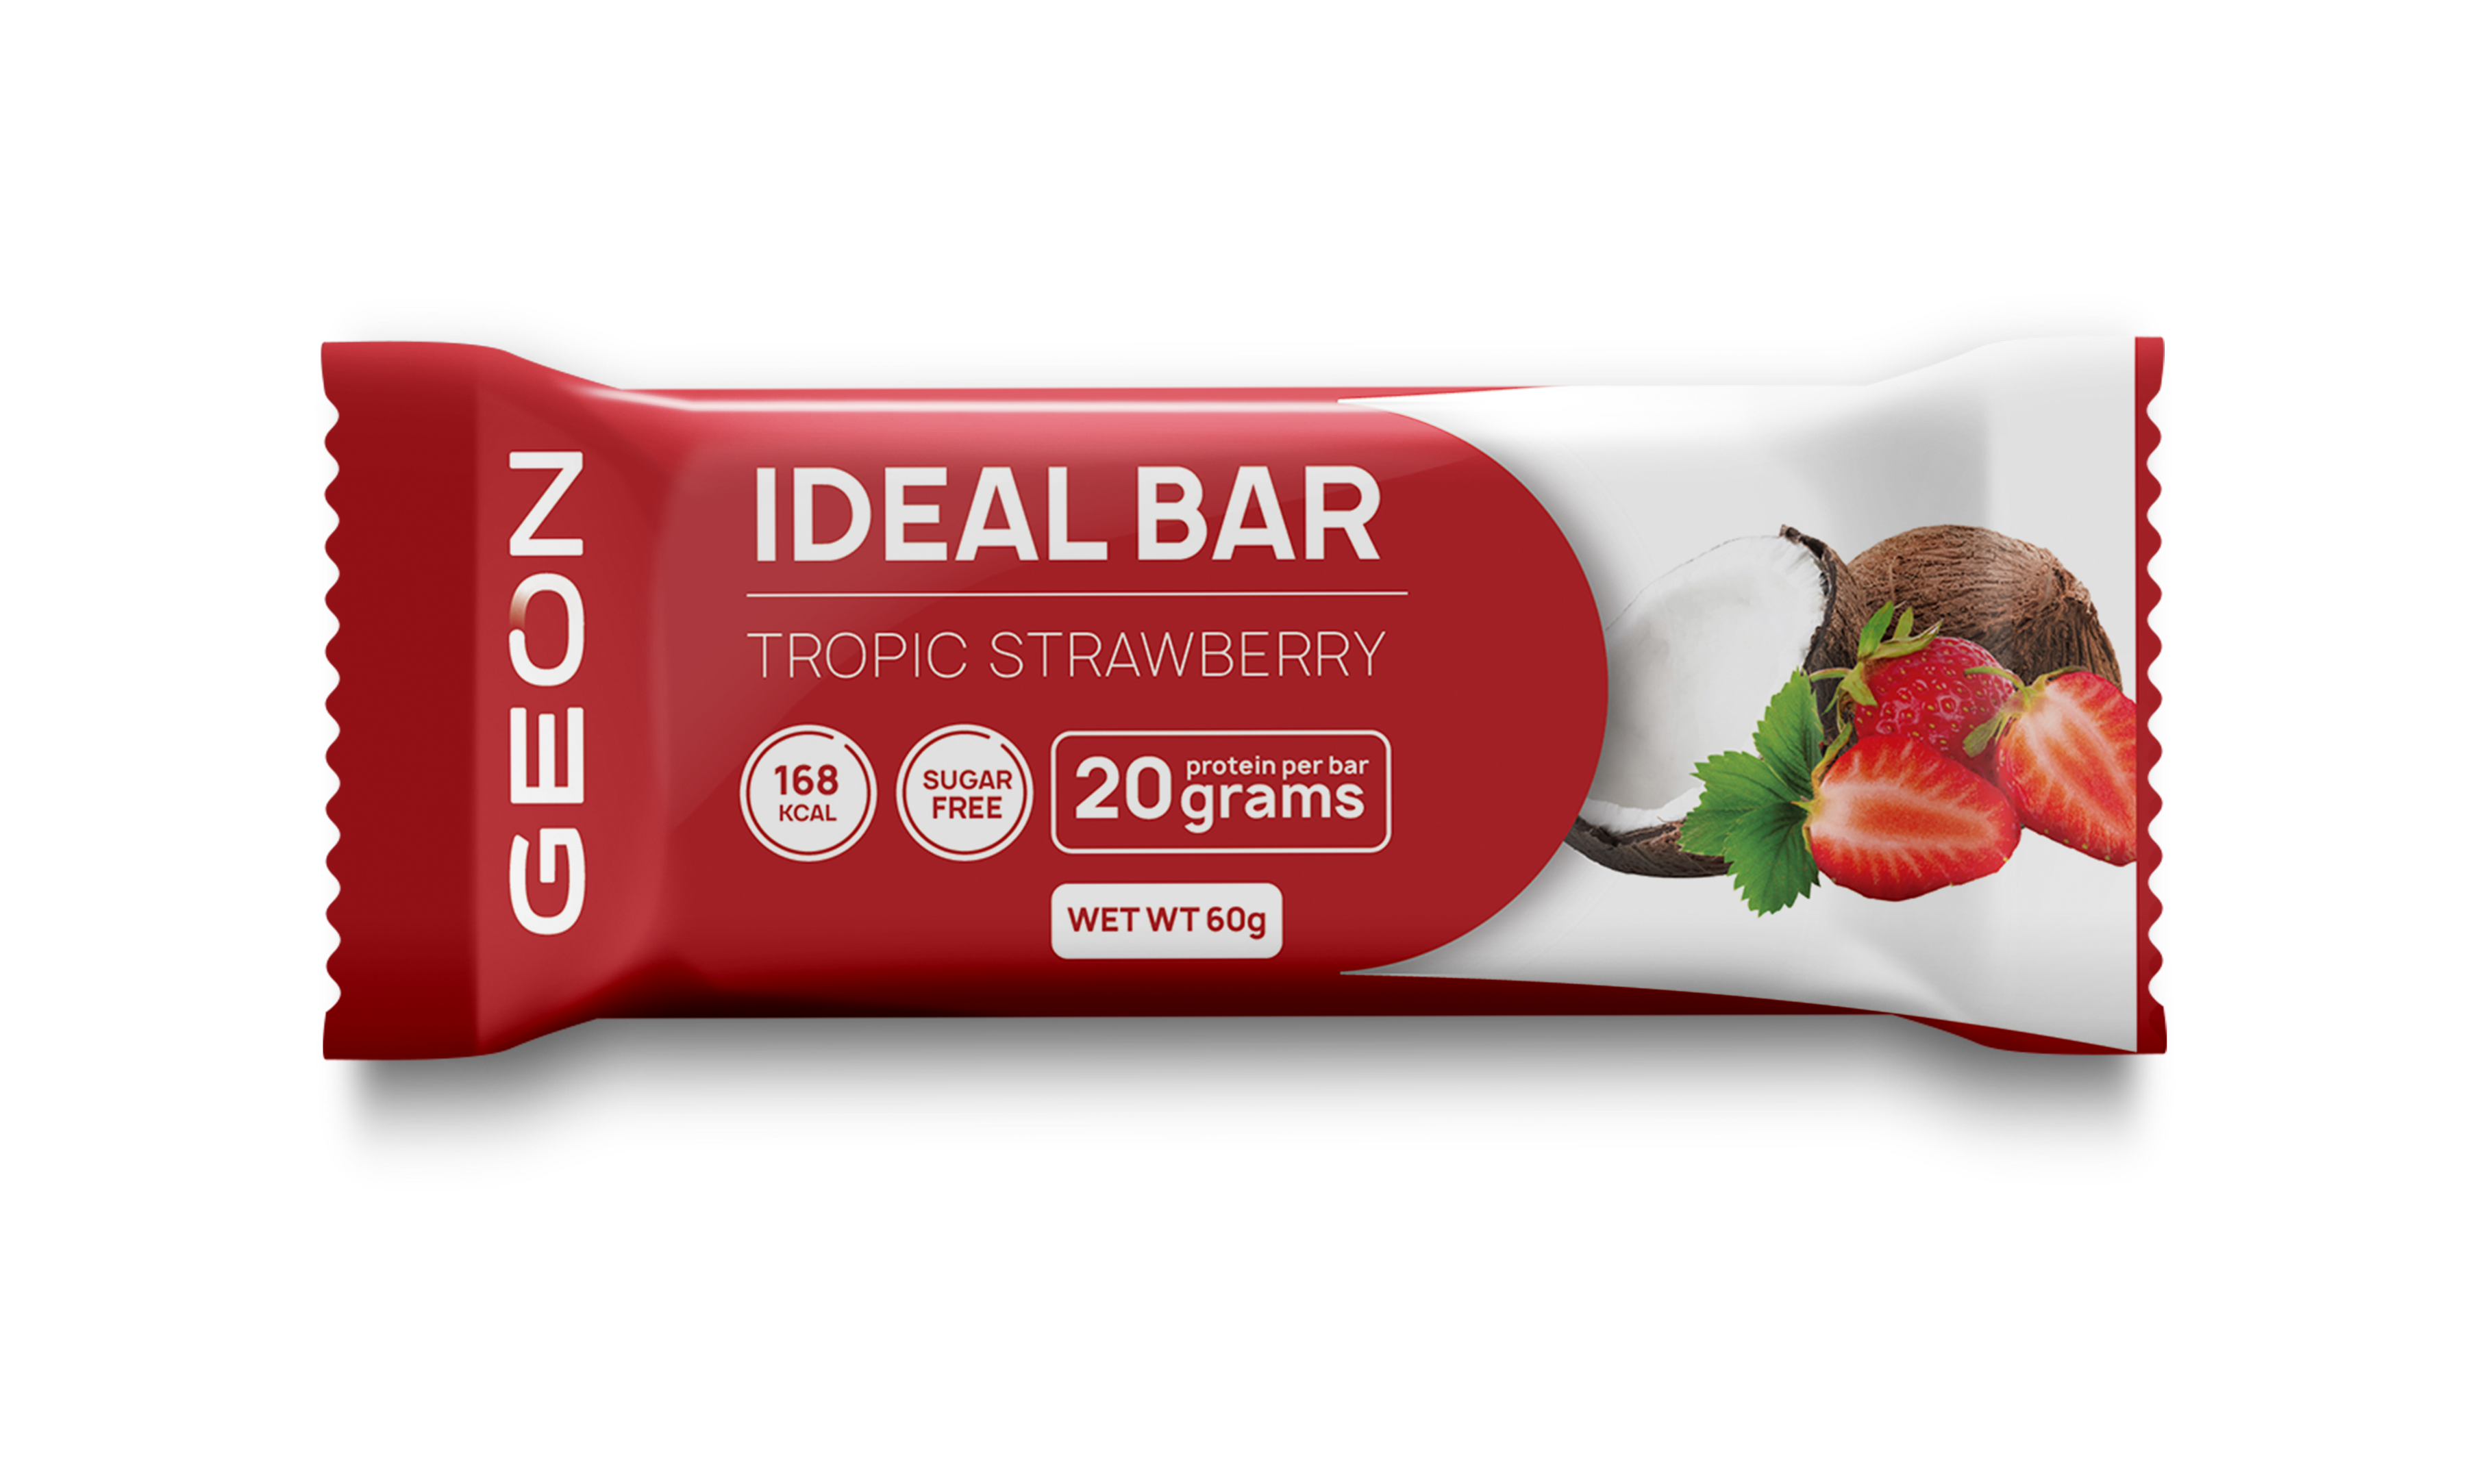 GEON
IDEAL BAR
TROPIC STRAWBERRY
168
KCAL
SUGAR
FREE
20 grams
protein per bar
WET WT 60g